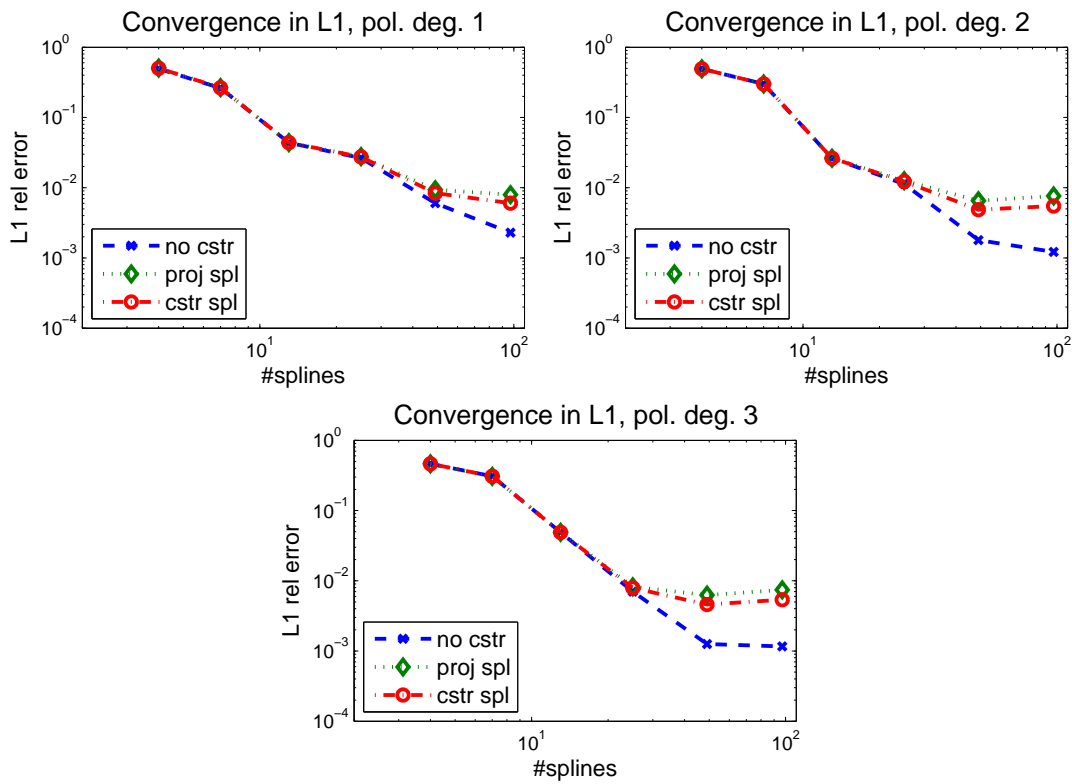 Convergence in L1, pol. deg. 1
10^0
10^−1
10^−2
10^−3
10^−4
L1 rel error
no cstr
proj spl
cstr spl
10^1
10^2
#splines
Convergence in L1, pol. deg. 2
10^0
10^−1
10^−2
10^−3
10^−4
L1 rel error
no cstr
proj spl
cstr spl
10^1
10^2
#splines
Convergence in L1, pol. deg. 3
10^0
10^−1
10^−2
10^−3
10^−4
L1 rel error
no cstr
proj spl
cstr spl
10^1
10^2
#splines